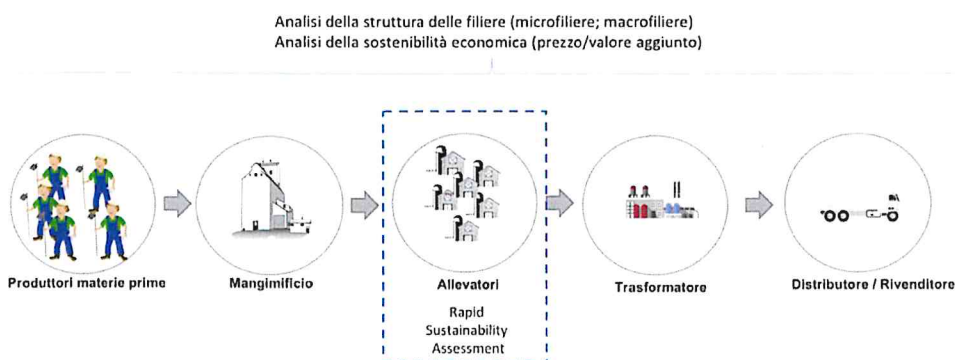 Analisi della struttura delle filiere (microfiliere; macrofiliere)
Analisi della sostenibilità economica (prezzo/valore aggiunto)
Produttori materie prime
Mangimificio
Allevatori
Trasformatore
Distributore / Rivenditore
Rapid
Sustainability
Assessment